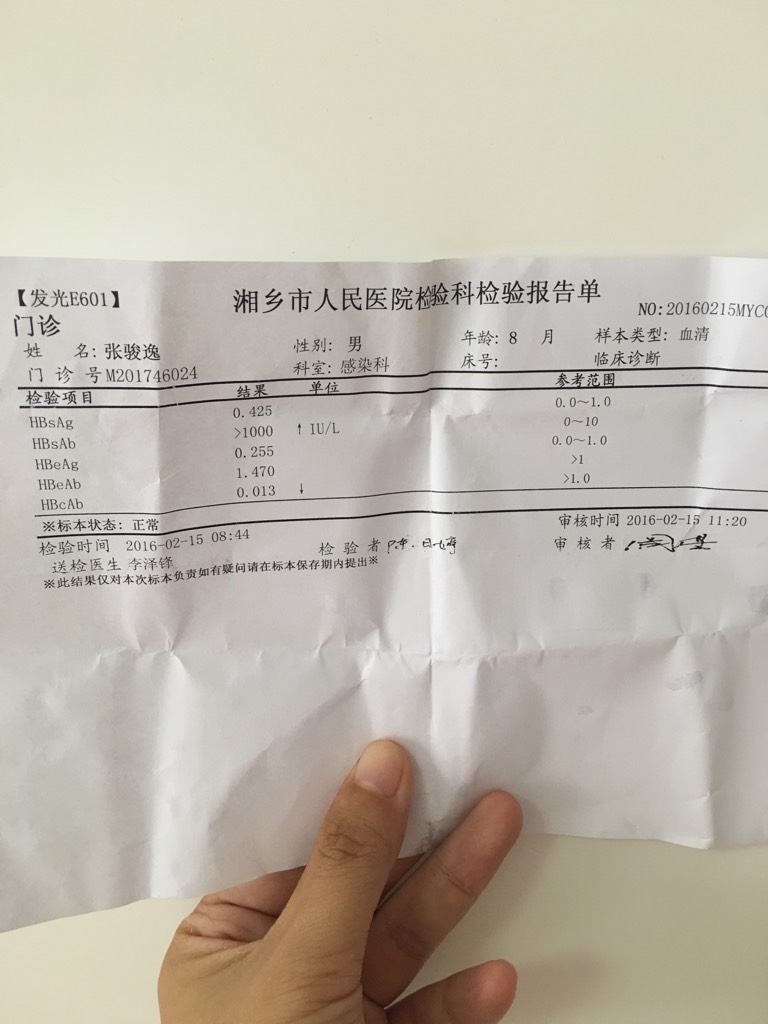 【发光E601】 湘乡市人民医院检验科检验报告单
门诊 NO:20160215MYC
姓 名: 张骏逸 性别: 男 年龄: 8 月 样本类型: 血清
门 诊 号 M201746024 科室: 感染科 床号: 临床诊断
检验项目 结果 单位 参考范围
HBsAg 0.425 0.0～1.0
HBsAb >1000 ↑ IU/L 0～10
HBeAg 0.255 0.0～1.0
HBeAb 1.470 >1
HBcAb 0.013 ↓ >1.0
※标本状态: 正常 审核时间 2016-02-15 11:20
检验时间 2016-02-15 08:44 检 验 者 审 核 者
送检医生 李泽锋
※此结果仅对本次标本负责如有疑问请在标本保存期内提出※